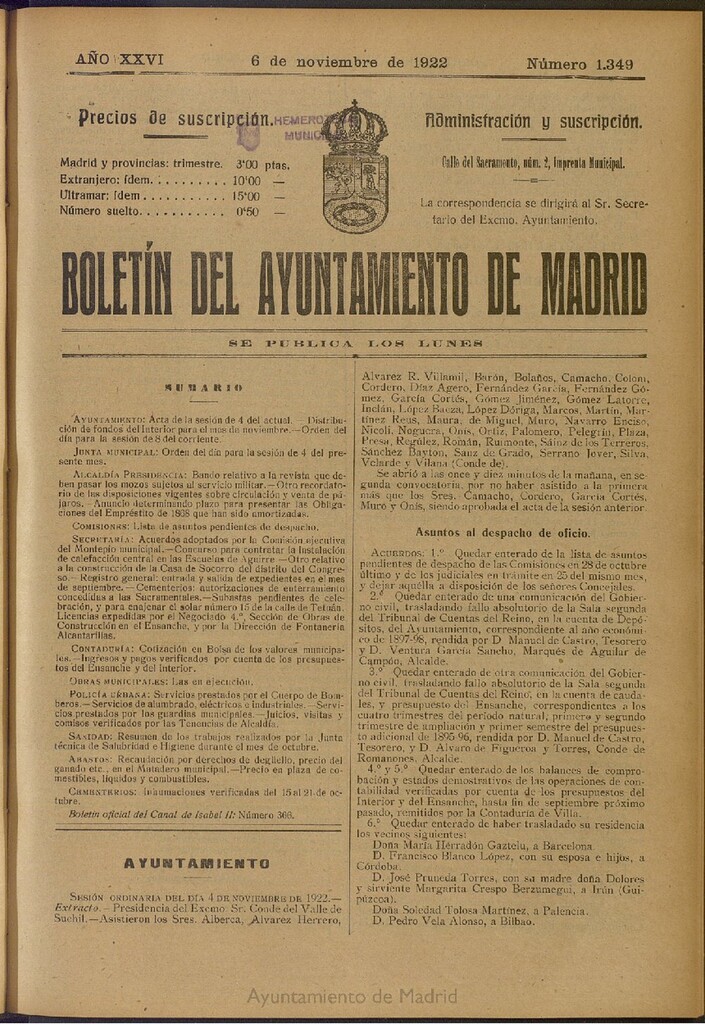 AÑO XXVI
6 de noviembre de 1922
Número 1.349
Precios de suscripción.
Madrid y provincias: trimestre. 3'00 ptas.
Extranjero: ídem. . . . . . . . . . 10'00 —
Ultramar: ídem . . . . . . . . . . . 15'00 —
Número suelto. . . . . . . . . . . . 0'50 —
HEMERO
MUNIC
Administración y suscripción.
Calle del Sacramento, núm. 2, Imprenta Municipal.
La correspondencia se dirigirá al Sr. Secre-
tario del Excmo. Ayuntamiento.
BOLETÍN DEL AYUNTAMIENTO DE MADRID
SE PUBLICA LOS LUNES
SUMARIO
AYUNTAMIENTO: Acta de la sesión de 4 del actual. — Distribu-
ción de fondos del Interior para el mes de noviembre.—Orden del
día para la sesión de 8 del corriente.
JUNTA MUNICIPAL: Orden del día para la sesión de 4 del pre-
sente mes.
ALCALDÍA PRESIDENCIA: Bando relativo a la revista que de-
ben pasar los mozos sujetos al servicio militar. — Otro recordato-
rio de las disposiciones vigentes sobre circulación y venta de pá-
jaros.—Anuncio determinando plazo para presentar las Obliga-
ciones del Empréstito de 1868 que han sido amortizadas.
COMISIONES: Lista de asuntos pendientes de despacho.
SECRETARÍA: Acuerdos adoptados por la Comisión ejecutiva
del Montepío municipal.—Concurso para contratar la instalación
de calefacción central en las Escuelas de Aguirre —Otro relativo
a la construcción de la Casa de Socorro del distrito del Congre-
so.— Registro general: entrada y salida de expedientes en el mes
de septiembre.— Cementerios: autorizaciones de enterramiento
concedidas a las Sacramentales.—Subastas pendientes de cele-
bración, y para enajenar el solar número 15 de la calle de Tetuán.
Licencias expedidas por el Negociado 4.º, Sección de Obras de
Construcción en el Ensanche, y por la Dirección de Fontanería
Alcantarillas.
CONTADURÍA: Cotización en Bolsa de los valores municipa-
les.—Ingresos y pagos verificados por cuenta de los presupuestos
del Ensanche y del Interior.
OBRAS MUNICIPALES: Las en ejecución.
POLICÍA URBANA: Servicios prestados por el Cuerpo de Bom-
beros.—Servicios de alumbrado, eléctricos e industriales.—Servi-
cios prestados por los guardias municipales.—Juicios, visitas y
comisos verificados por las Tenencias de Alcaldía.
SANIDAD: Resumen de los trabajos realizados por la Junta
técnica de Salubridad e Higiene durante el mes de octubre.
ABASTOS: Recaudación por derechos de degüello, precio del
ganado etc., en el Matadero municipal.—Precio en plaza de co-
mestibles, líquidos y combustibles.
CEMENTERIOS: Inhumaciones verificadas del 15 al 21 de oc-
tubre.
Boletín oficial del Canal de Isabel II: Número 366.
AYUNTAMIENTO
SESIÓN ORDINARIA DEL DÍA 4 DE NOVIEMBRE DE 1922.—
Extracto.— Presidencia del Excmo. Sr. Conde del Valle de
Suchil.—Asistieron los Sres. Alberca, Alvarez Herrero,
Alvarez R. Villamil, Barón, Bolaños, Camacho, Colom,
Cordero, Díaz Agero, Fernández García, Fernández Gó-
mez, García Cortés, Gómez Jiménez, Gómez Latorre,
Inclán, López Baeza, López Dóriga, Marcos, Martín, Mar-
tínez Reus, Maura, de Miguel, Muro, Navarro Enciso,
Nicoli, Noguera, Onís, Ortiz, Palomero, Pelegrín, Plaza,
Presa, Regúlez, Román, Ruimonte, Sáinz de los Terreros,
Sánchez Bayton, Sanz de Grado, Serrano Jover, Silva,
Velarde y Vilana (Conde de).
Se abrió a las once y diez minutos de la mañana, en se-
gunda convocatoria, por no haber asistido a la primera
más que los Sres. Camacho, Cordero, García Cortés,
Muro y Onís, siendo aprobada el acta de la sesión anterior.
Asuntos al despacho de oficio.
ACUERDOS: 1.º Quedar enterado de la lista de asuntos
pendientes de despacho de las Comisiones en 28 de octubre
último y de los judiciales en trámite en 25 del mismo mes,
y dejar aquélla a disposición de los señores Concejales.
2.º Quedar enterado de una comunicación del Gobierno
civil, trasladando fallo absolutorio de la Sala segunda
del Tribunal de Cuentas del Reino, en la cuenta de Depó-
sitos, del Ayuntamiento, correspondiente al año económi-
co de 1897-98, rendida por D Manuel de Castro, Tesorero
y D. Ventura García Sancho, Marqués de Aguilar de
Campóo, Alcalde.
3.º Quedar enterado de otra comunicación del Gobier-
no civil, trasladando fallo absolutorio de la Sala segunda
del Tribunal de Cuentas del Reino, en la cuenta de cauda-
les, y presupuesto del Ensanche, correspondientes a los
cuatro trimestres del período natural, primero y segundo
trimestre de ampliación y primer semestre del presupues-
to adicional de 1895-96, rendida por D. Manuel de Castro,
Tesorero, y D. Alvaro de Figueroa y Torres, Conde de
Romanones, Alcalde.
4.º y 5.º Quedar enterado de los balances de compro-
bación y estados demostrativos de las operaciones de con-
tabilidad verificadas por cuenta de los presupuestos del
Interior y del Ensanche, hasta fin de septiembre próximo
pasado, remitidos por la Contaduría de Villa.
6.º Quedar enterado de haber trasladado su residencia
los vecinos siguientes:
Doña María Herradón Gaztelu, a Barcelona.
D. Francisco Blanco López, con su esposa e hijos, a
Córdoba.
D. José Pruneda Torres, con su madre doña Dolores
y sirviente Margarita Crespo Berzumegui, a Irún (Gui-
púzcoa).
Doña Soledad Tolosa Martínez, a Palencia.
D. Pedro Vela Alonso, a Bilbao.
Ayuntamiento de Madrid